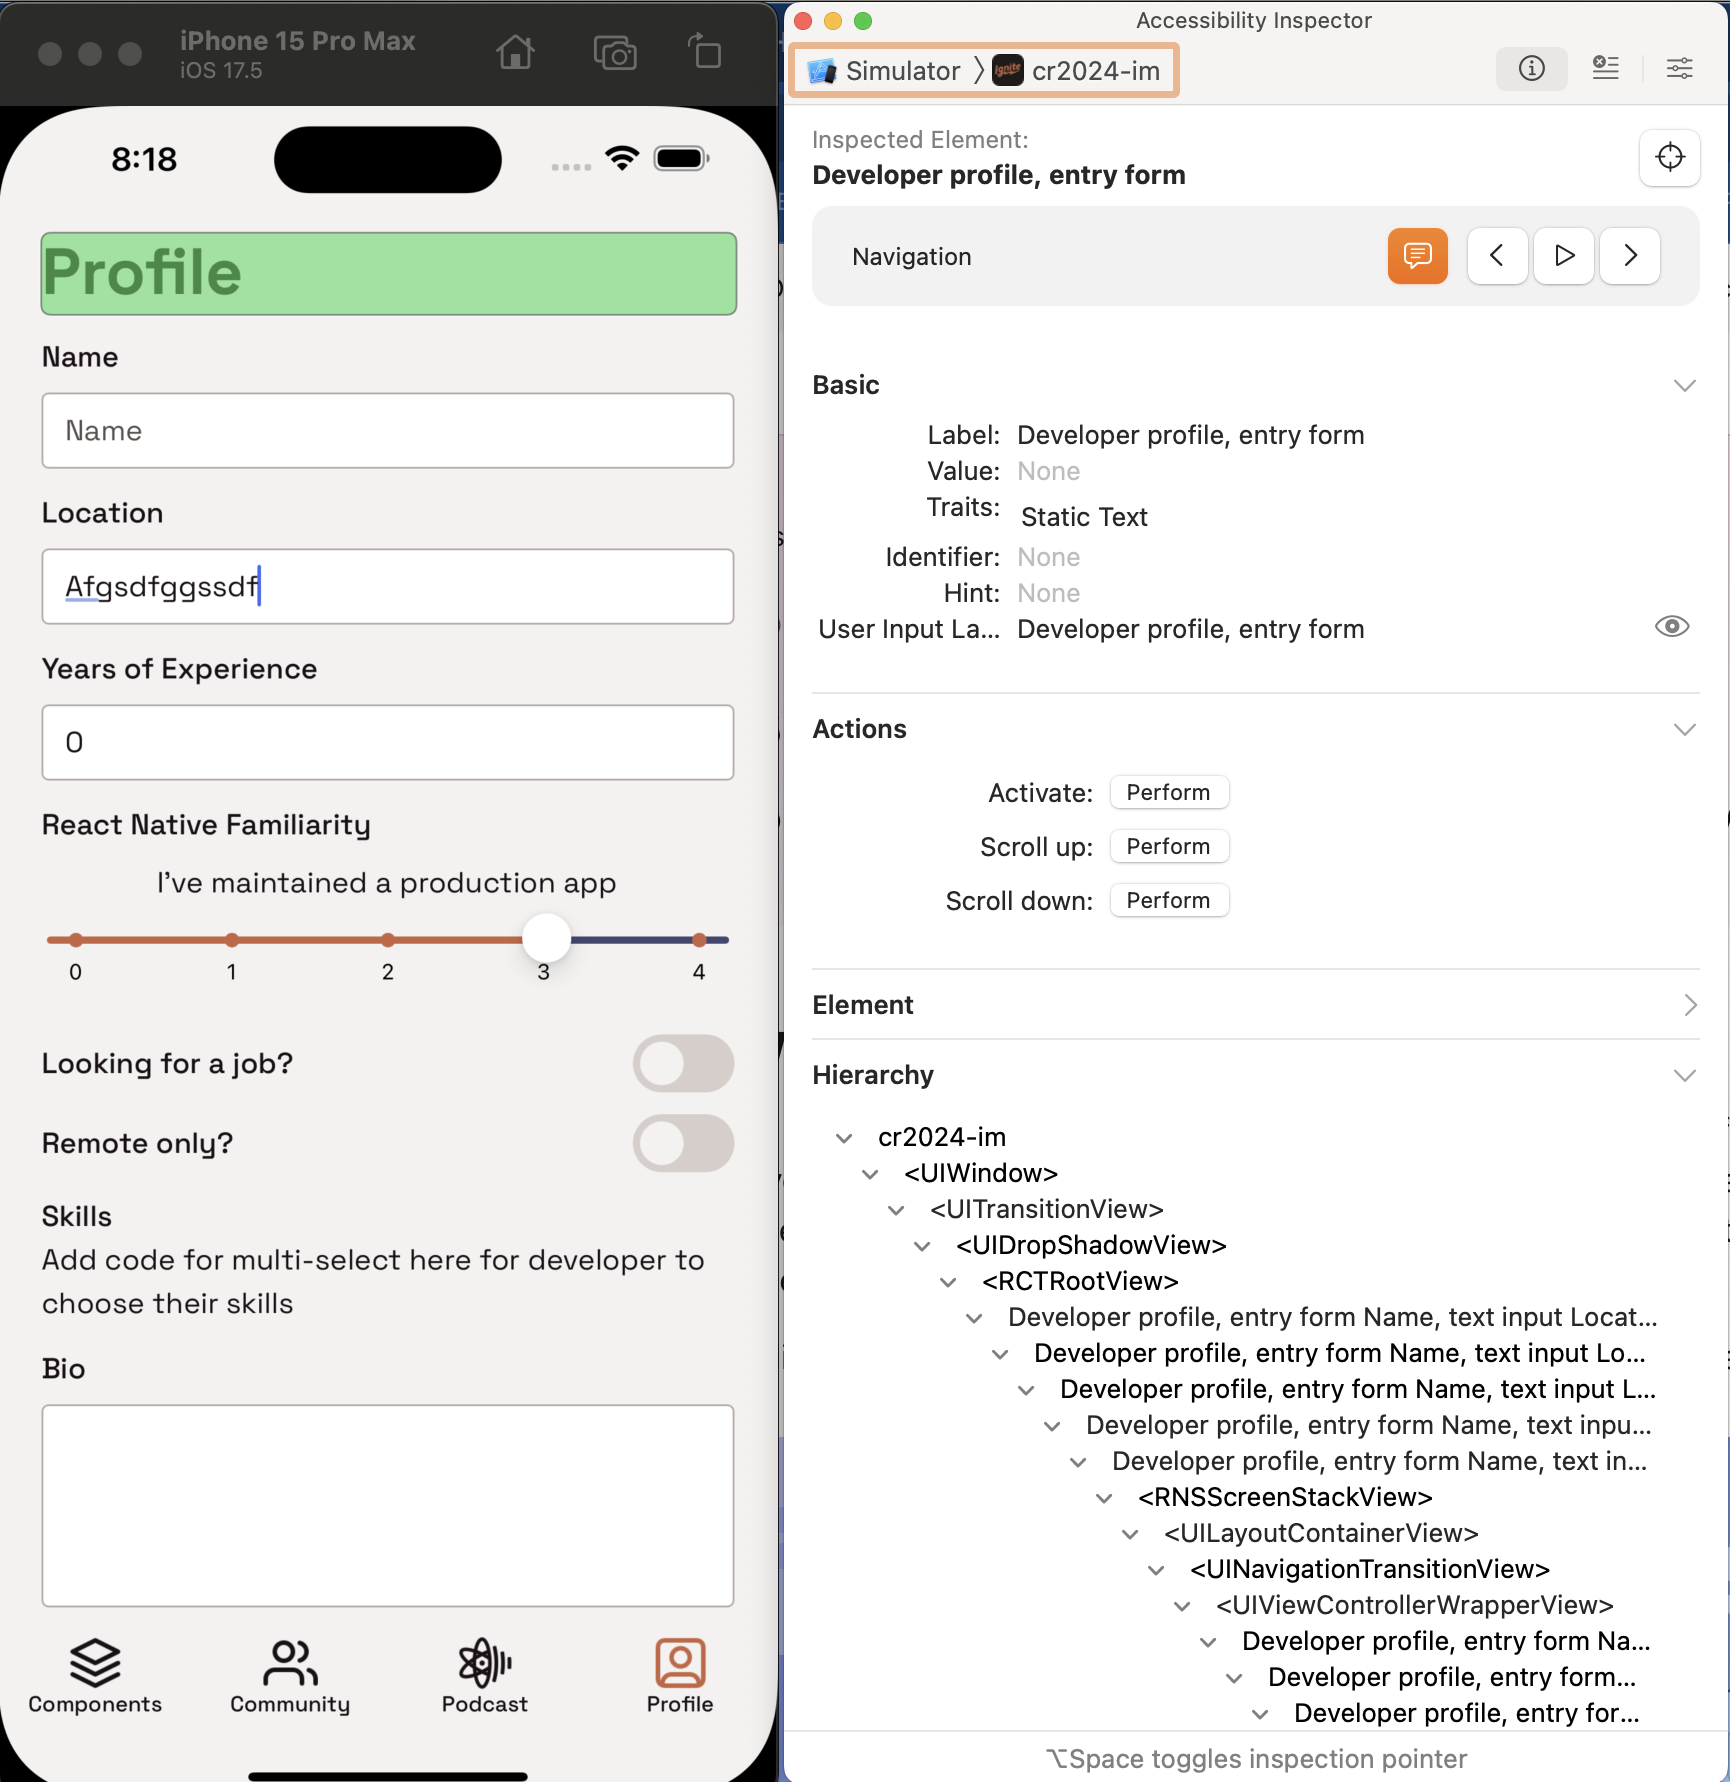 iPhone 15 Pro Max
iOS 17.5
8:18
Profile
Name
Name
Location
Afgsdfggssdf
Years of Experience
0
React Native Familiarity
I've maintained a production app
0 1 2 3 4
Looking for a job?
Remote only?
Skills
Add code for multi-select here for developer to
choose their skills
Bio
Components Community Podcast Profile
Accessibility Inspector
Simulator 〉 Ignite cr2024-im
Inspected Element:
Developer profile, entry form
Navigation
Basic
Label: Developer profile, entry form
Value: None
Traits: Static Text
Identifier: None
Hint: None
User Input La... Developer profile, entry form
Actions
Activate: Perform
Scroll up: Perform
Scroll down: Perform
Element
Hierarchy
cr2024-im
<UIWindow>
<UITransitionView>
<UIDropShadowView>
<RCTRootView>
Developer profile, entry form Name, text input Locat...
Developer profile, entry form Name, text input Lo...
Developer profile, entry form Name, text input L...
Developer profile, entry form Name, text inpu...
Developer profile, entry form Name, text in...
<RNSScreenStackView>
<UILayoutContainerView>
<UINavigationTransitionView>
<UIViewControllerWrapperView>
Developer profile, entry form Na...
Developer profile, entry form...
Developer profile, entry for...
⌥Space toggles inspection pointer